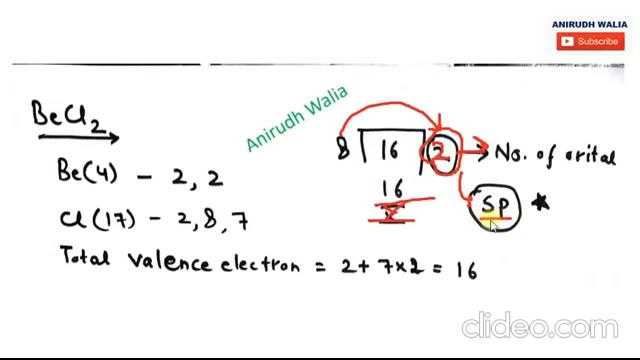 ANIRUDH WALIA
Subscribe
BeCl2
Anirudh Walia
8 16 2 → No. of orital
16
Be(4) - 2, 2
SP ★
Cl(17) - 2, 8, 7
Total valence electron = 2 + 7×2 = 16
clideo.com